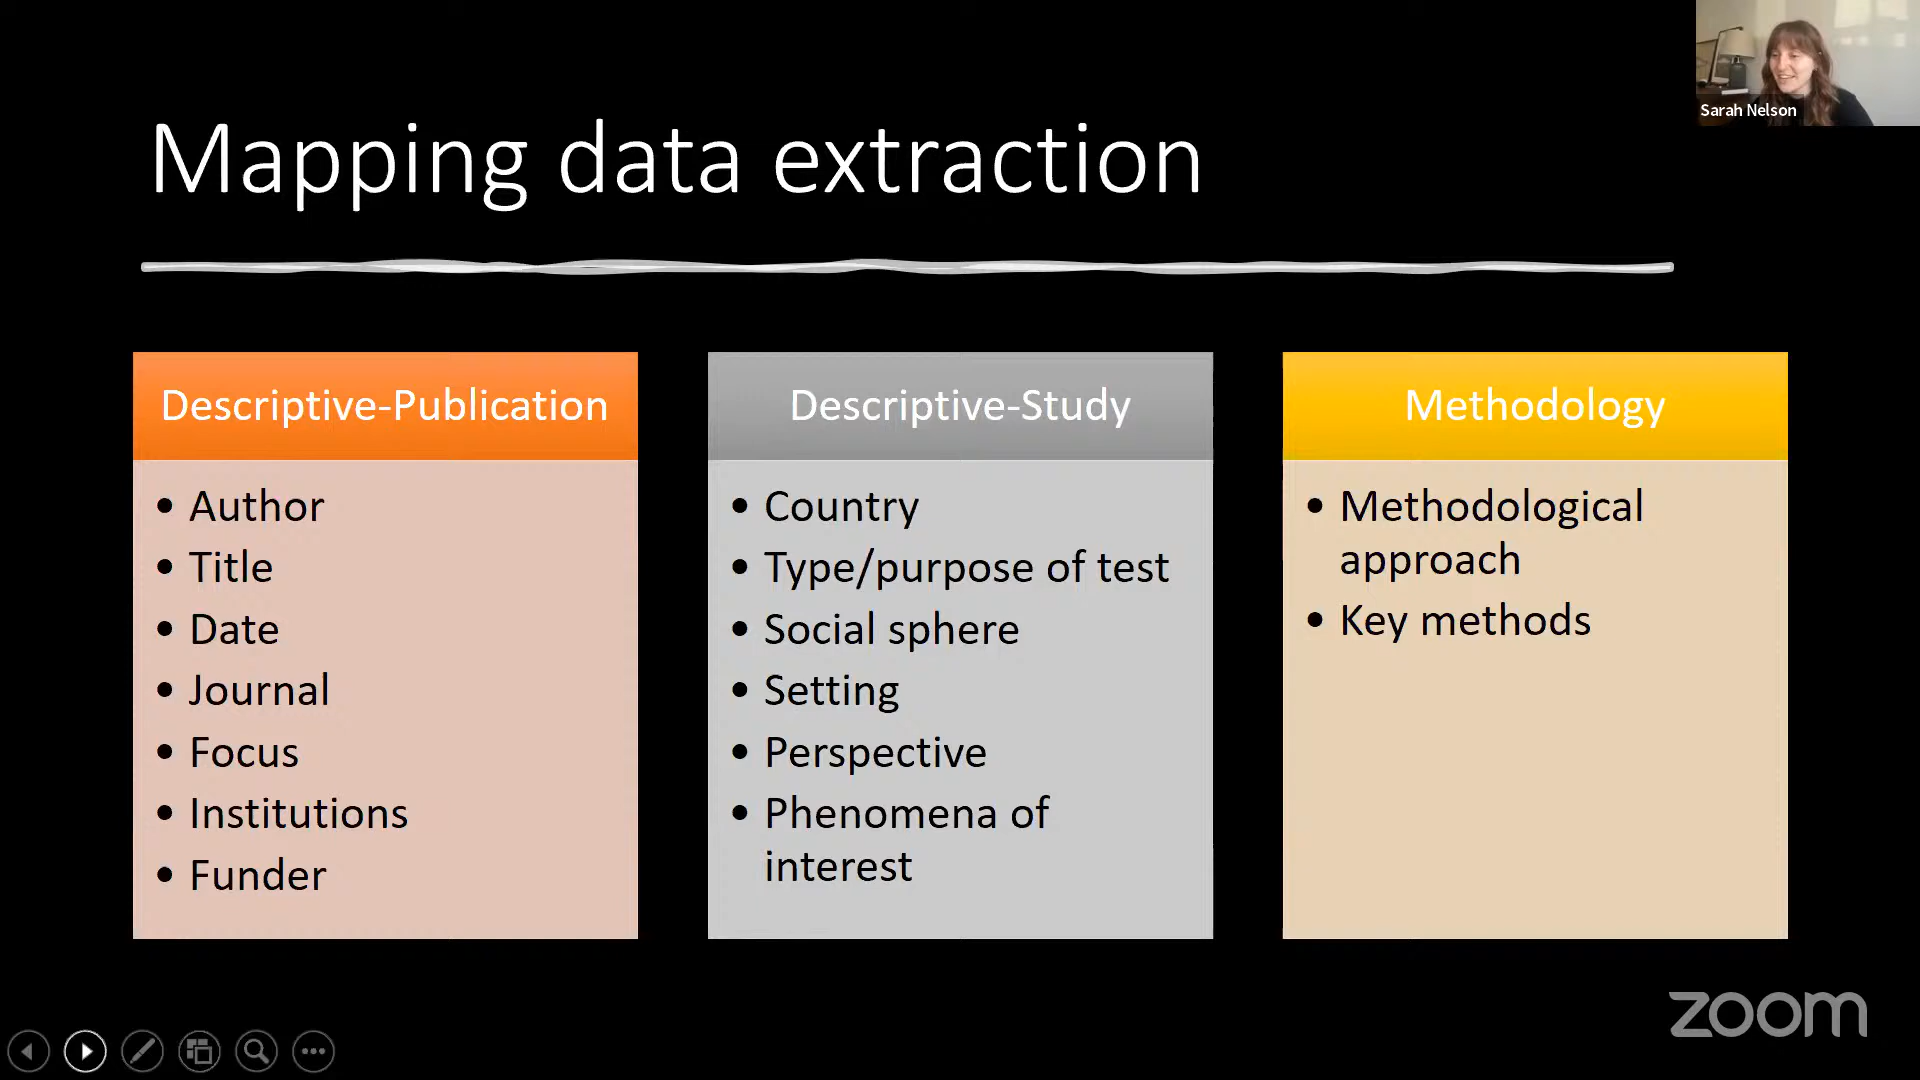 Sarah Nelson
Mapping data extraction
Descriptive-Publication
• Author
• Title
• Date
• Journal
• Focus
• Institutions
• Funder
Descriptive-Study
• Country
• Type/purpose of test
• Social sphere
• Setting
• Perspective
• Phenomena of
interest
Methodology
• Methodological
approach
• Key methods
zoom